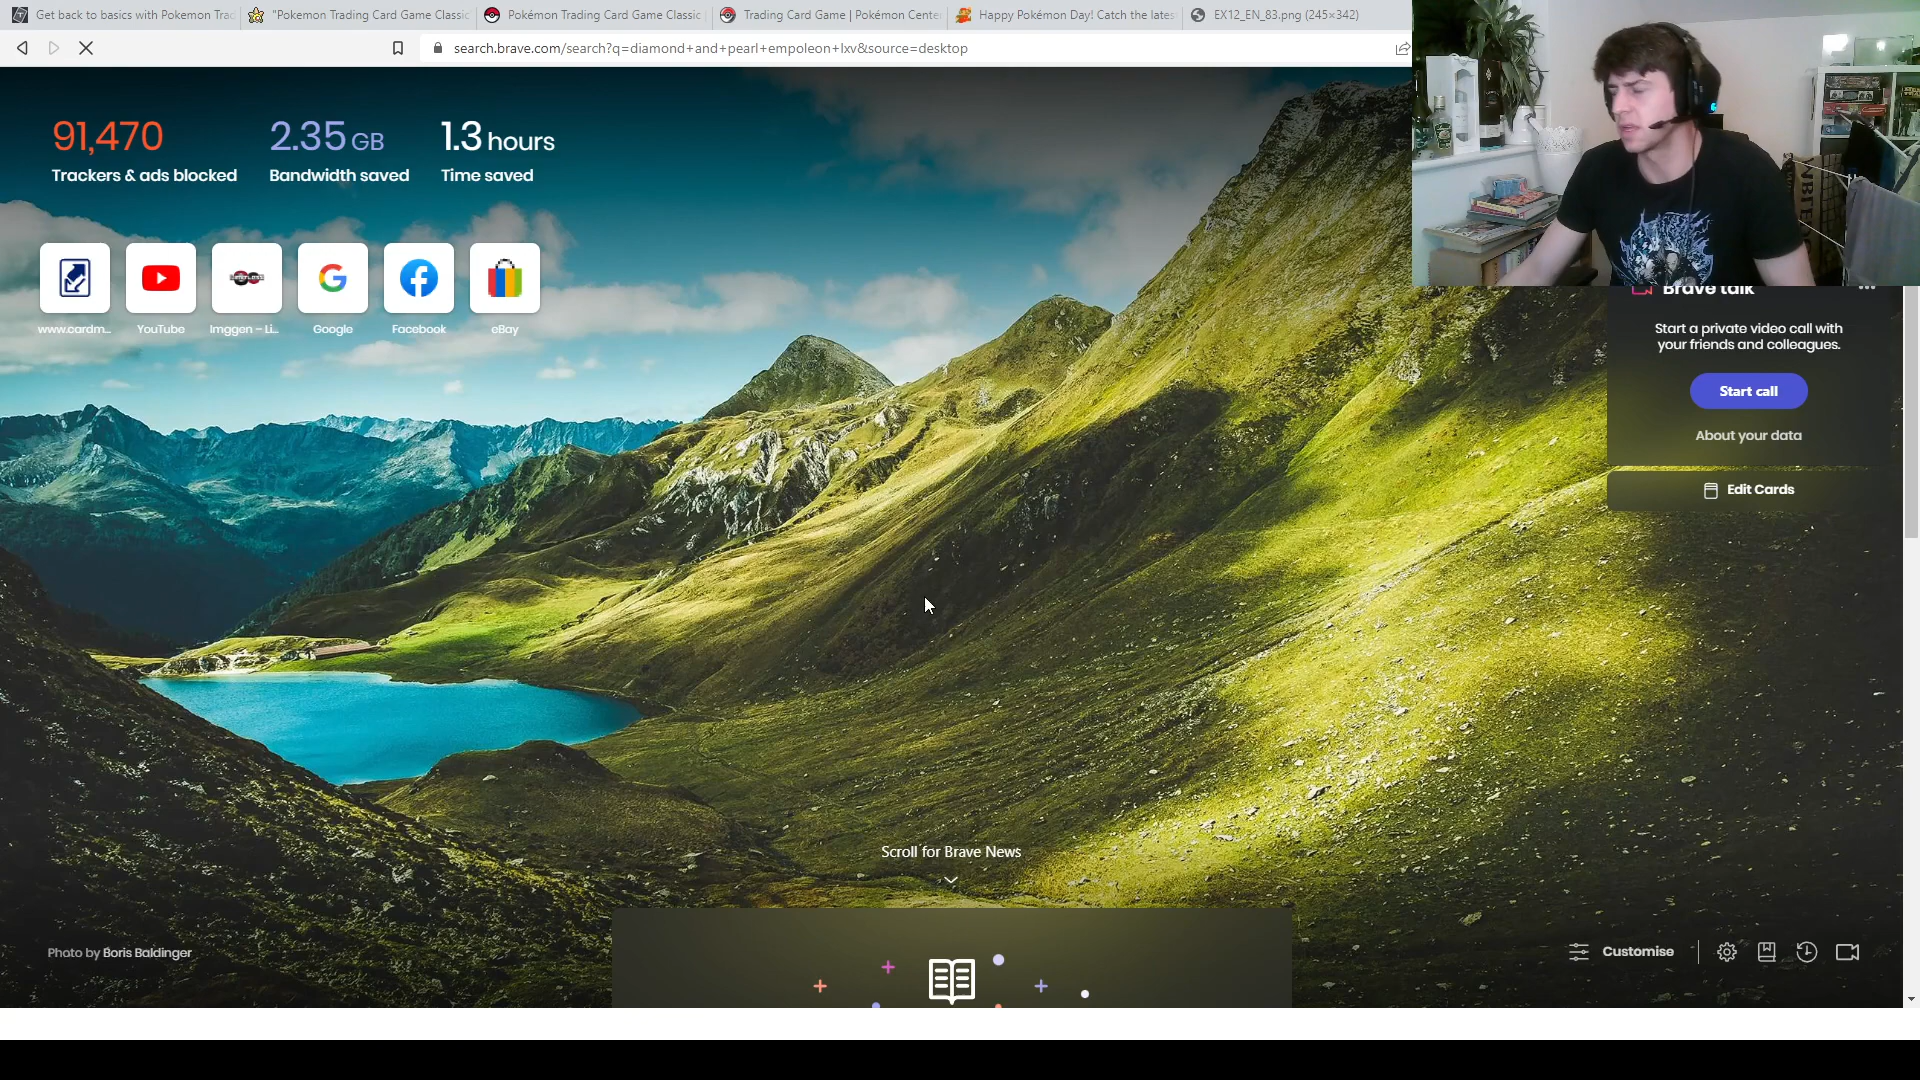 Get back to basics with Pokemon Trad
"Pokemon Trading Card Game Classic
Pokémon Trading Card Game Classic
Trading Card Game | Pokémon Center
Happy Pokémon Day! Catch the lates
EX12_EN_83.png (245×342)
search.brave.com/search?q=diamond+and+pearl+empoleon+lxv&source=desktop
91,470
Trackers & ads blocked
2.35 GB
Bandwidth saved
1.3 hours
Time saved
www.cardm...
YouTube
Imggen – Li...
Google
Facebook
eBay
Brave talk
Start a private video call with
your friends and colleagues.
Start call
About your data
Edit Cards
Scroll for Brave News
Photo by Boris Baldinger
Customise